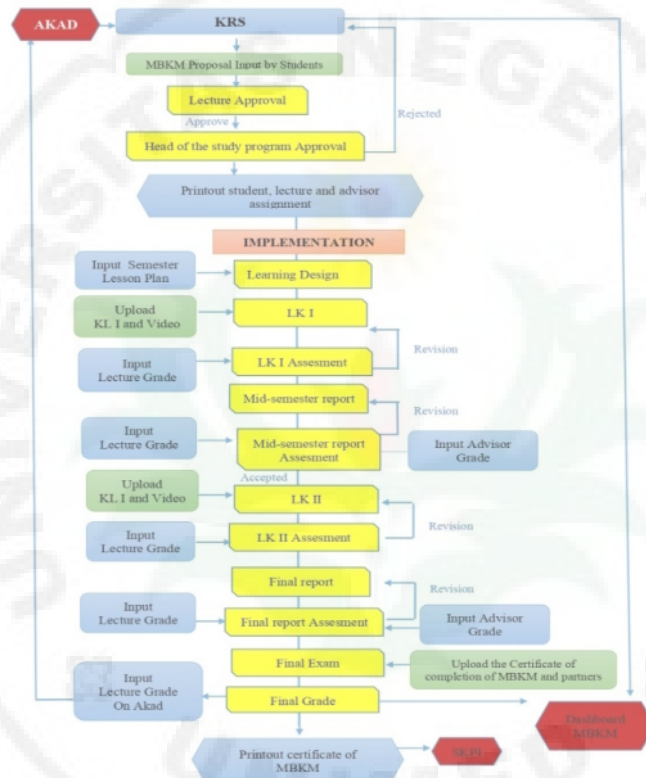 AKAD
KRS
MBKM Proposal Input by Students
Lecture Approval
Approve
Rejected
Head of the study program Approval
Printout student, lecture and advisor
assignment
IMPLEMENTATION
Input Semester
Lesson Plan
Learning Design
Upload
KL I and Video
LK I
Revision
Input
Lecture Grade
LK I Assesment
Mid-semester report
Revision
Input
Lecture Grade
Mid-semester report
Assesment
Input Advisor
Grade
Accepted
Upload
KL I and Video
LK II
Revision
Input
Lecture Grade
LK II Assesment
Final report
Revision
Input
Lecture Grade
Final report Assesment
Input Advisor
Grade
Final Exam
Upload the Certificate of
completion of MBKM and partners
Input
Lecture Grade
On Akad
Final Grade
Dashboard
MBKM
Printout certificate of
MBKM
SKPI
UNIVERSITAS NEGERI